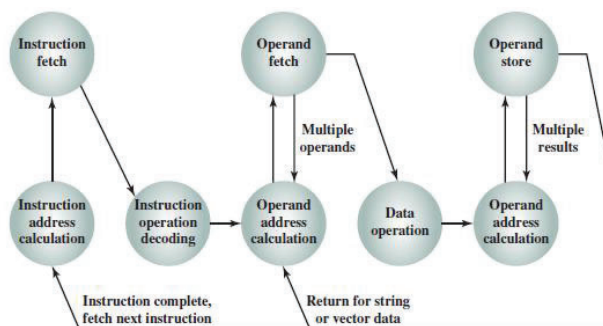 Instruction
fetch
Operand
fetch
Operand
store
Multiple
operands
Multiple
results
Instruction
address
calculation
Instruction
operation
decoding
Operand
address
calculation
Data
operation
Operand
address
calculation
Instruction complete,
fetch next instruction
Return for string
or vector data